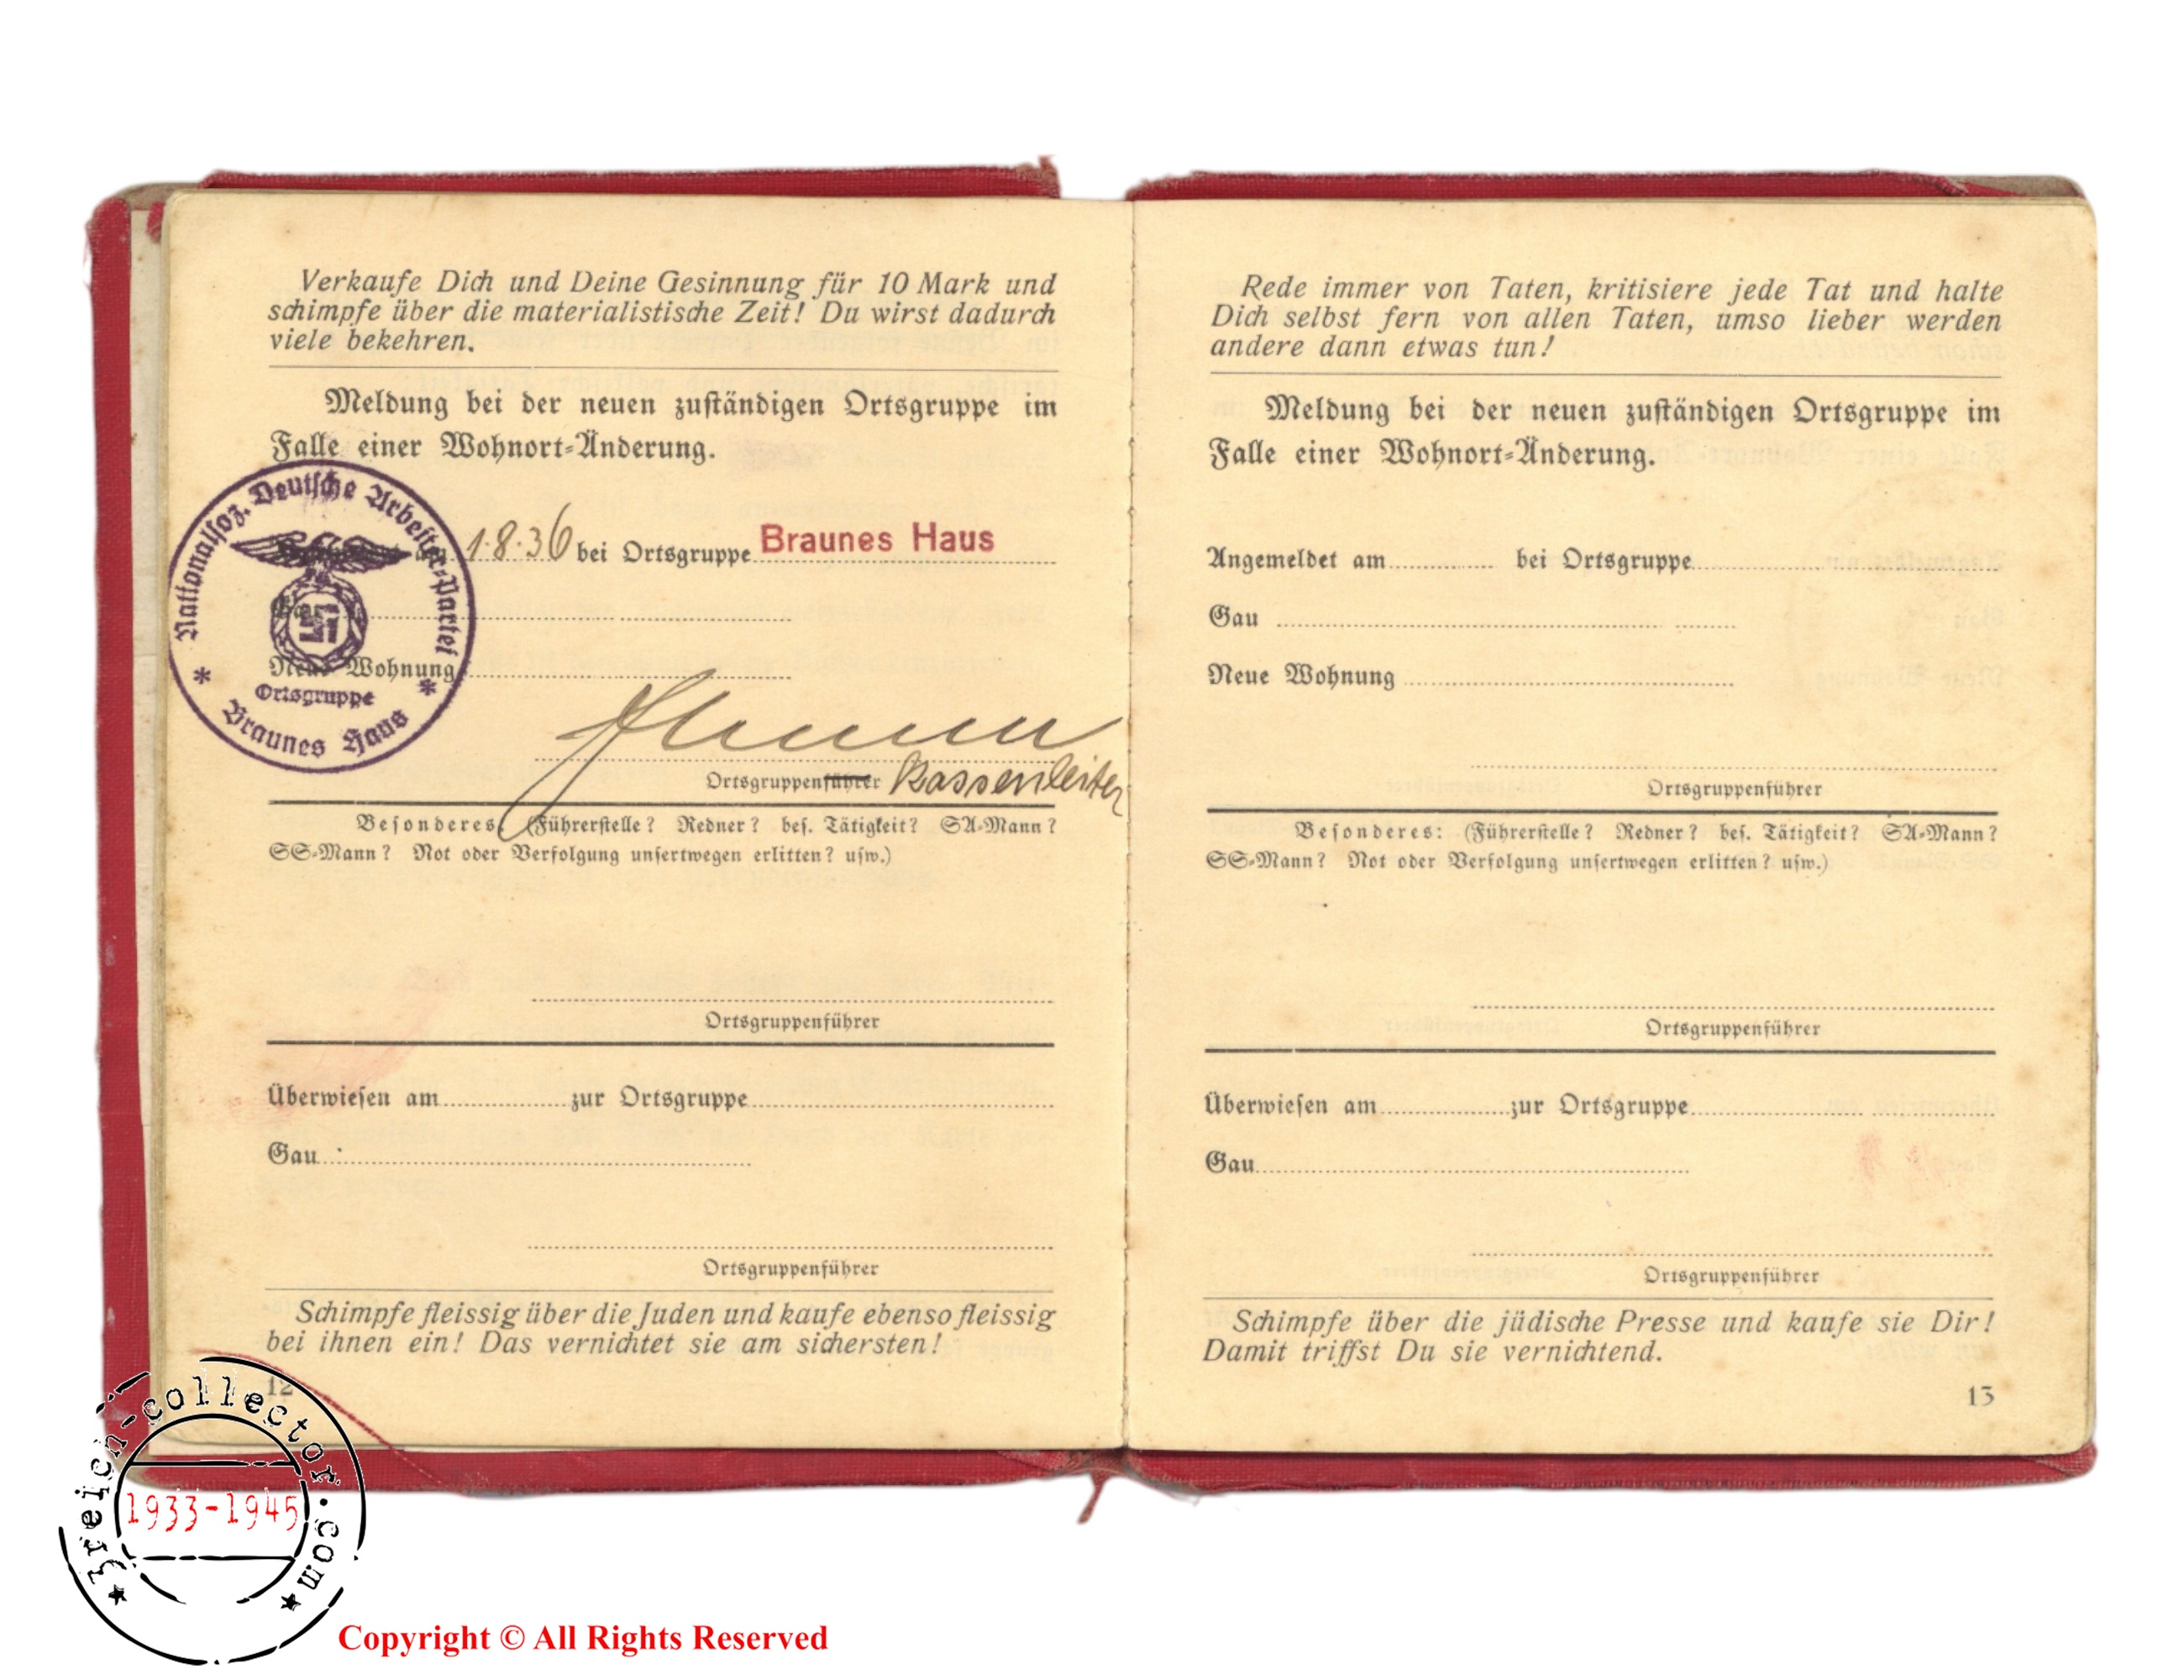 Verkaufe Dich und Deine Gesinnung für 10 Mark und
schimpfe über die materialistische Zeit! Du wirst dadurch
viele bekehren.
Meldung bei der neuen zuständigen Ortsgruppe im
Falle einer Wohnort-Änderung.
Nationalsoz. Deutsche Arbeiter-Partei
Ortsgruppe
* Braunes Haus *
am 1.8.36 bei Ortsgruppe Braunes Haus
Gau
Neue Wohnung
Ortsgruppenführer Kassenleiter
Besonderes: (Führerstelle? Redner? bes. Tätigkeit? SA-Mann?
SS-Mann? Not oder Verfolgung unsertwegen erlitten? usw.)
Ortsgruppenführer
Überwiesen am zur Ortsgruppe
Gau
Ortsgruppenführer
Schimpfe fleissig über die Juden und kaufe ebenso fleissig
bei ihnen ein! Das vernichtet sie am sichersten!
12
Rede immer von Taten, kritisiere jede Tat und halte
Dich selbst fern von allen Taten, umso lieber werden
andere dann etwas tun!
Meldung bei der neuen zuständigen Ortsgruppe im
Falle einer Wohnort-Änderung.
Angemeldet am bei Ortsgruppe
Gau
Neue Wohnung
Ortsgruppenführer
Besonderes: (Führerstelle? Redner? bes. Tätigkeit? SA-Mann?
SS-Mann? Not oder Verfolgung unsertwegen erlitten? usw.)
Ortsgruppenführer
Überwiesen am zur Ortsgruppe
Gau
Ortsgruppenführer
Schimpfe über die jüdische Presse und kaufe sie Dir!
Damit triffst Du sie vernichtend.
13
★ 3reich-collector.com ★
1933-1945
Copyright © All Rights Reserved